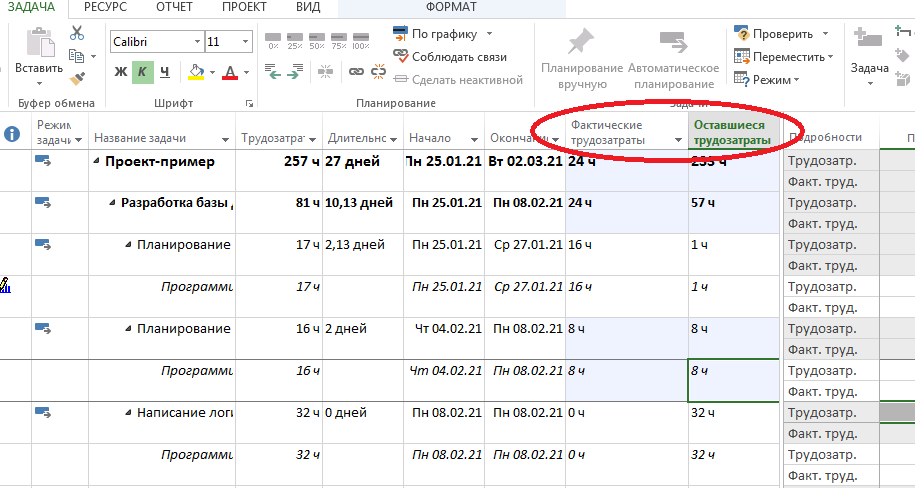 ЗАДАЧА РЕСУРС ОТЧЕТ ПРОЕКТ ВИД ФОРМАТ
Вставить
Буфер обмена
Calibri 11
Ж К Ч А
Шрифт
0% 25% 50% 75% 100%
По графику
Соблюдать связи
Сделать неактивной
Планирование
Планирование вручную
Автоматическое планирование
Проверить
Переместить
Режим
Задача
Режим задачи
Название задачи
Трудозатрат
Длительнос
Начало
Окончани
Фактические трудозатраты
Оставшиеся трудозатраты
Подробности
П
Проект-пример 257 ч 27 дней Пн 25.01.21 Вт 02.03.21 24 ч 233 ч Трудозатр.
Факт. труд.
Разработка базы 81 ч 10,13 дней Пн 25.01.21 Пн 08.02.21 24 ч 57 ч Трудозатр.
Факт. труд.
Планирование 17 ч 2,13 дней Пн 25.01.21 Ср 27.01.21 16 ч 1 ч Трудозатр.
Факт. труд.
Программи 17 ч Пн 25.01.21 Ср 27.01.21 16 ч 1 ч Трудозатр.
Факт. труд.
Планирование 16 ч 2 дней Чт 04.02.21 Пн 08.02.21 8 ч 8 ч Трудозатр.
Факт. труд.
Программи 16 ч Чт 04.02.21 Пн 08.02.21 8 ч 8 ч Трудозатр.
Факт. труд.
Написание логи 32 ч 0 дней Пн 08.02.21 Пн 08.02.21 0 ч 32 ч Трудозатр.
Факт. труд.
Программи 32 ч Пн 08.02.21 Пн 08.02.21 0 ч 32 ч Трудозатр.
Факт. труд.